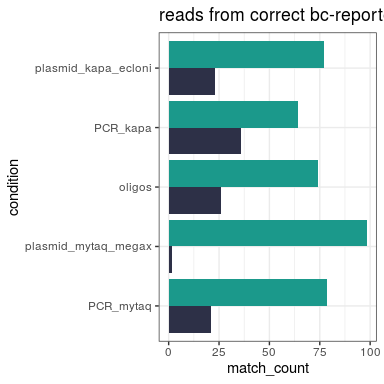 reads from correct bc-report
plasmid_kapa_ecloni
PCR_kapa
oligos
plasmid_mytaq_megax
PCR_mytaq
condition
0 25 50 75 100
match_count